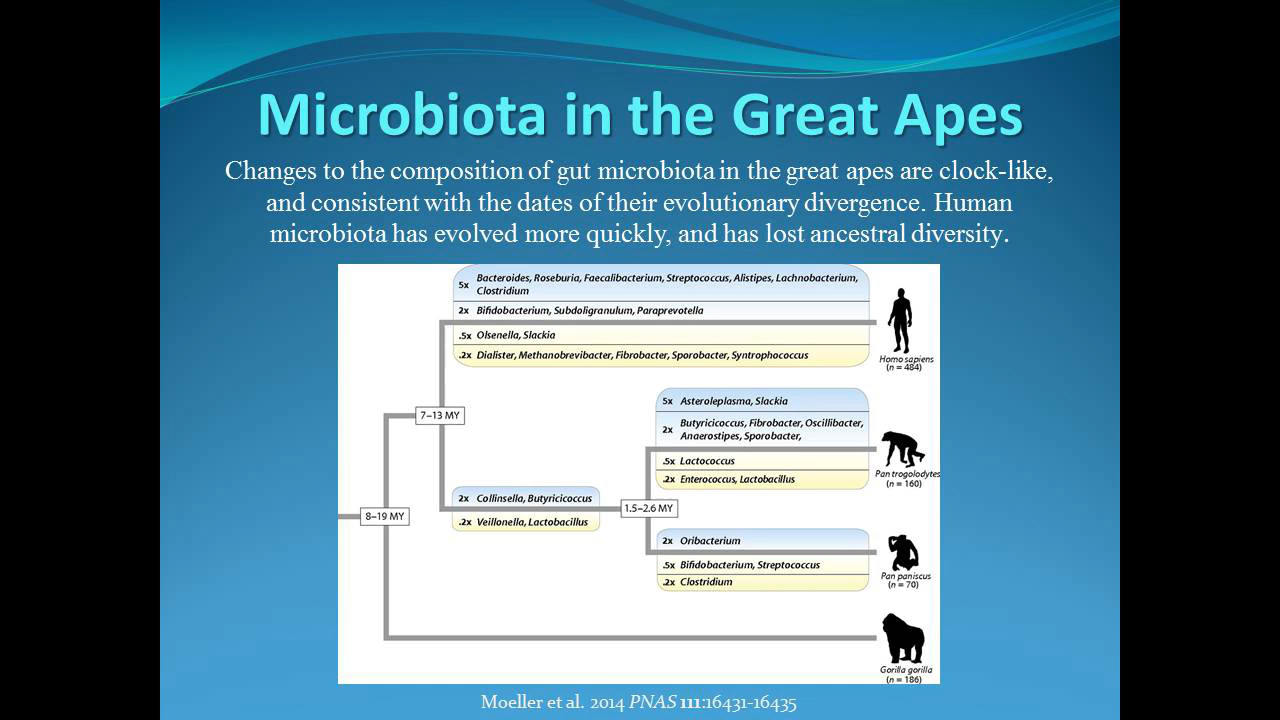 Microbiota in the Great Apes
Changes to the composition of gut microbiota in the great apes are clock-like,
and consistent with the dates of their evolutionary divergence. Human
microbiota has evolved more quickly, and has lost ancestral diversity.
5x Bacteroides, Roseburia, Faecalibacterium, Streptococcus, Alistipes, Lachnobacterium,
Clostridium
2x Bifidobacterium, Subdoligranulum, Paraprevotella
.5x Olsenella, Slackia
.2x Dialister, Methanobrevibacter, Fibrobacter, Sporobacter, Syntrophococcus
Homo sapiens
(n = 484)
7–13 MY
5x Asteroleplasma, Slackia
2x Butyricicoccus, Fibrobacter, Oscillibacter,
Anaerostipes, Sporobacter,
.5x Lactococcus
.2x Enterococcus, Lactobacillus
Pan trogolodytes
(n = 160)
2x Collinsella, Butyricicoccus
.2x Veillonella, Lactobacillus
1.5–2.6 MY
8–19 MY
2x Oribacterium
.5x Bifidobacterium, Streptococcus
.2x Clostridium
Pan paniscus
(n = 70)
Gorilla gorilla
(n = 186)
Moeller et al. 2014 PNAS 111:16431-16435